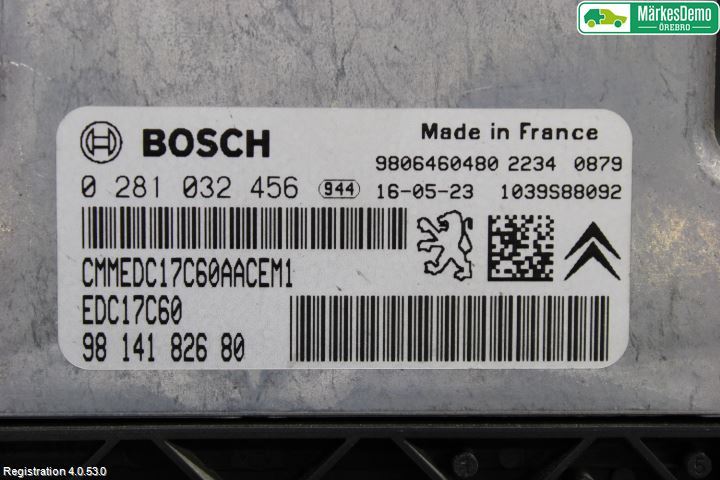 MärkesDemo
ÖREBRO
BOSCH
Made in France
9806460480 2234 0879
0 281 032 456 944 16-05-23 1039S88092
CMMEDC17C60AACEM1
EDC17C60
98 141 826 80
Registration 4.0.53.0